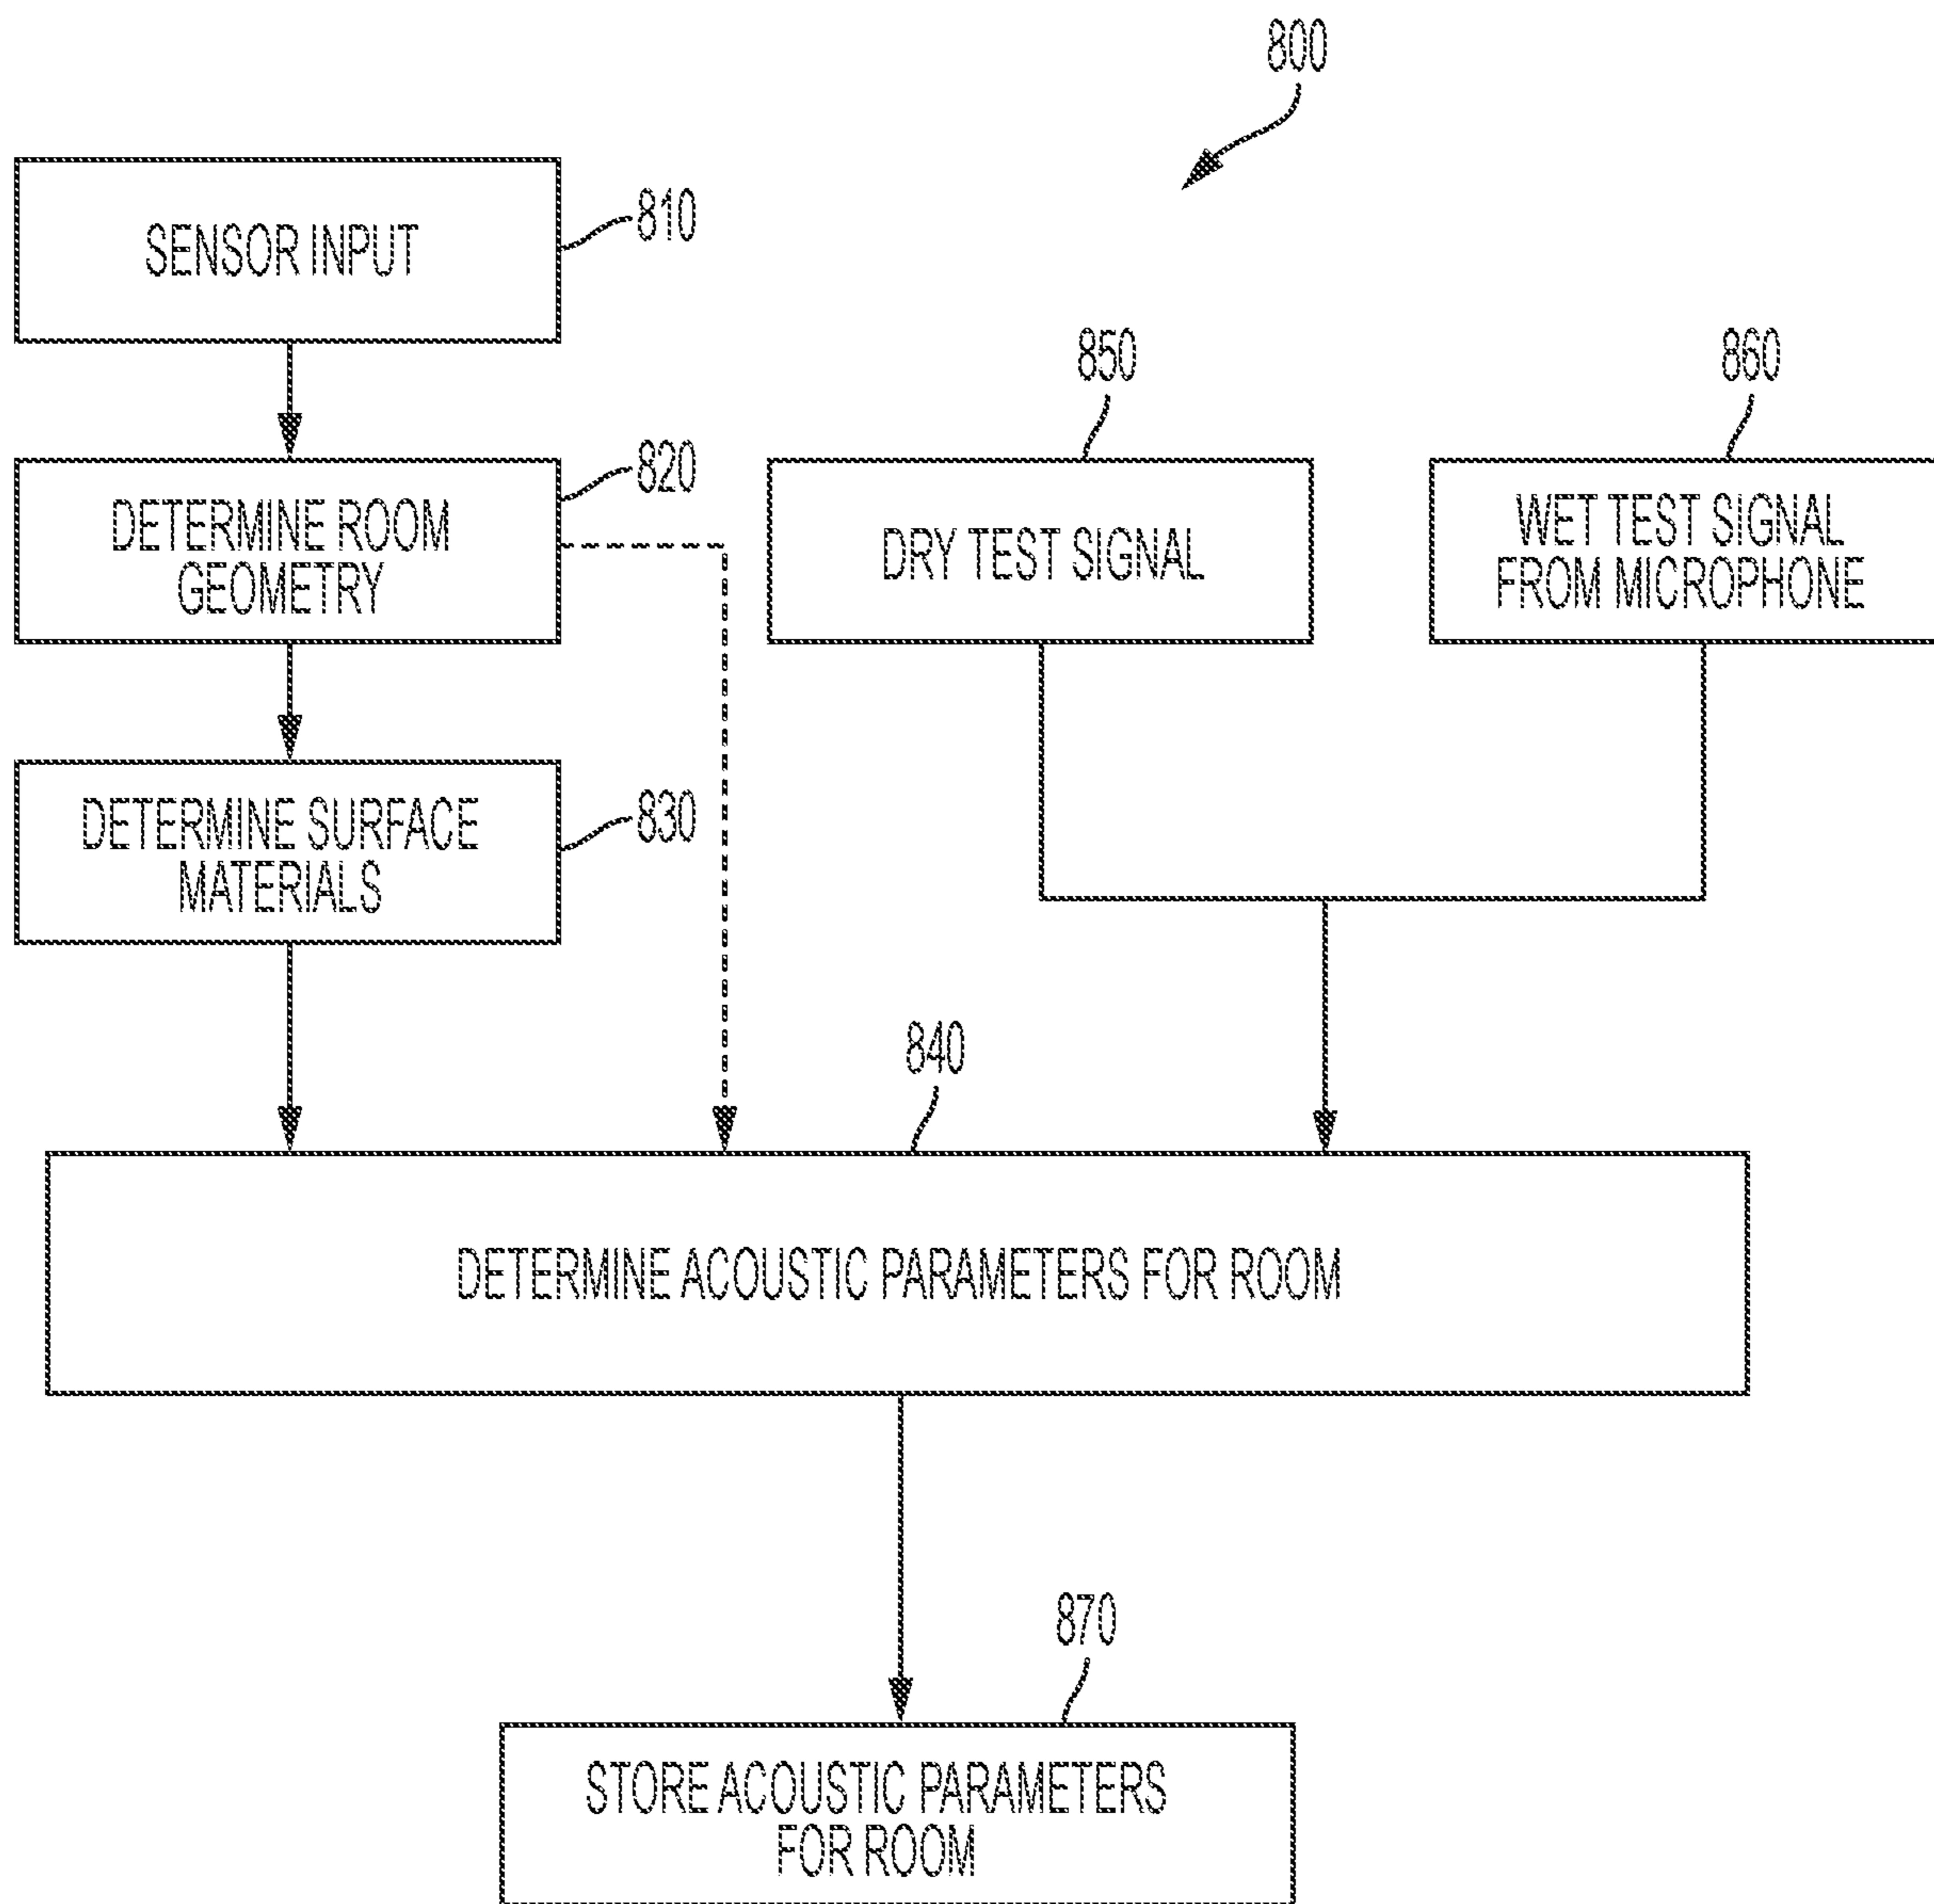 800
SENSOR INPUT
810
850
860
DETERMINE ROOM
GEOMETRY
820
DRY TEST SIGNAL
WET TEST SIGNAL
FROM MICROPHONE
DETERMINE SURFACE
MATERIALS
830
840
DETERMINE ACOUSTIC PARAMETERS FOR ROOM
870
STORE ACOUSTIC PARAMETERS
FOR ROOM